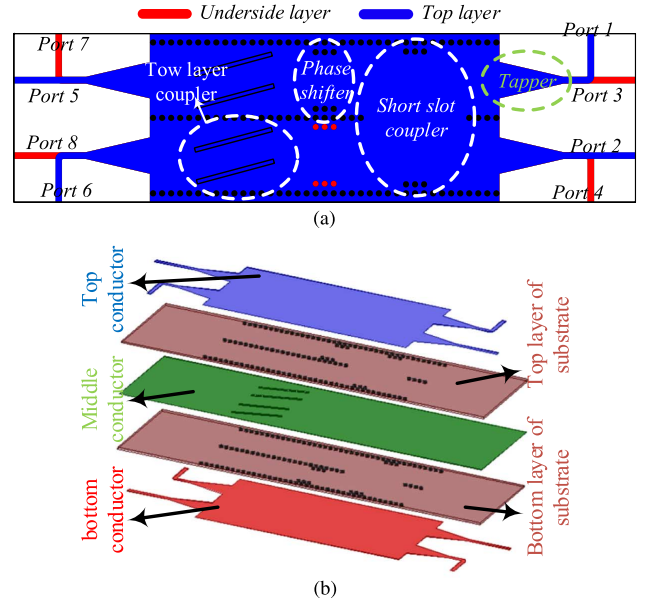 Underside layer
Top layer
Port 7
Port 1
Tow layer
coupler
Phase
shiften
Tapper
Port 5
Port 3
Short slot
coupler
Port 8
Port 2
Port 6
Port 4
(a)
Top
conductor
Top layer of
substrate
Middle
conductor
Bottom layer of
substrate
bottom
conductor
(b)